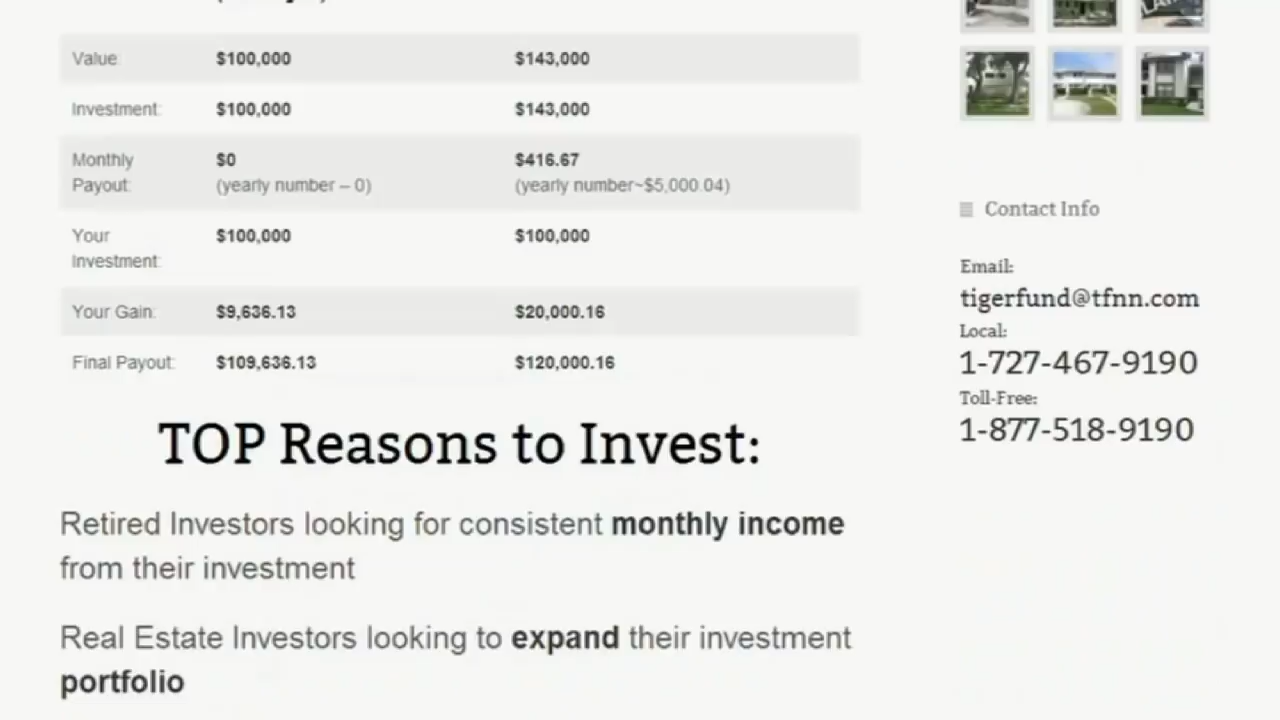 Value: $100,000 $143,000
Investment: $100,000 $143,000
Monthly $0 $416.67
Payout: (yearly number – 0) (yearly number~$5,000.04)
Your $100,000 $100,000
Investment:
Your Gain: $9,636.13 $20,000.16
Final Payout: $109,636.13 $120,000.16
TOP Reasons to Invest:
Retired Investors looking for consistent monthly income
from their investment
Real Estate Investors looking to expand their investment
portfolio
Contact Info
Email:
tigerfund@tfnn.com
Local:
1-727-467-9190
Toll-Free:
1-877-518-9190